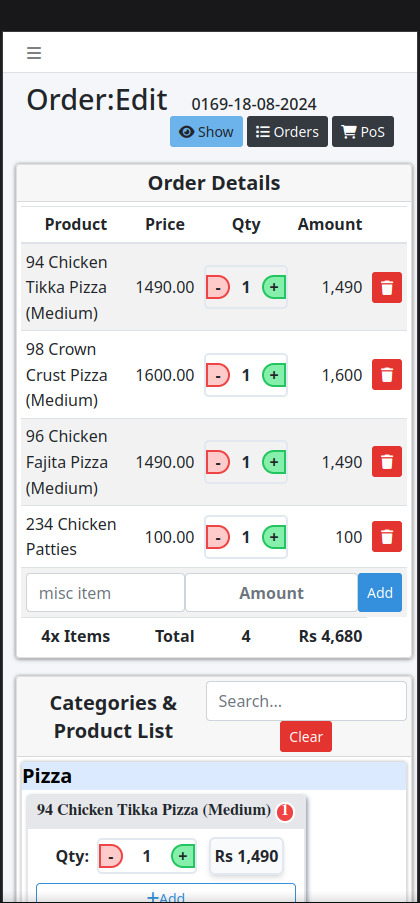 Order:Edit 0169-18-08-2024
Show Orders PoS
Order Details
Product Price Qty Amount
94 Chicken
Tikka Pizza
(Medium) 1490.00 - 1 + 1,490
98 Crown
Crust Pizza
(Medium) 1600.00 - 1 + 1,600
96 Chicken
Fajita Pizza
(Medium) 1490.00 - 1 + 1,490
234 Chicken
Patties 100.00 - 1 + 100
misc item Amount Add
4x Items Total 4 Rs 4,680
Categories &
Product List
Search...
Clear
Pizza
94 Chicken Tikka Pizza (Medium) 1
Qty: - 1 + Rs 1,490
+Add